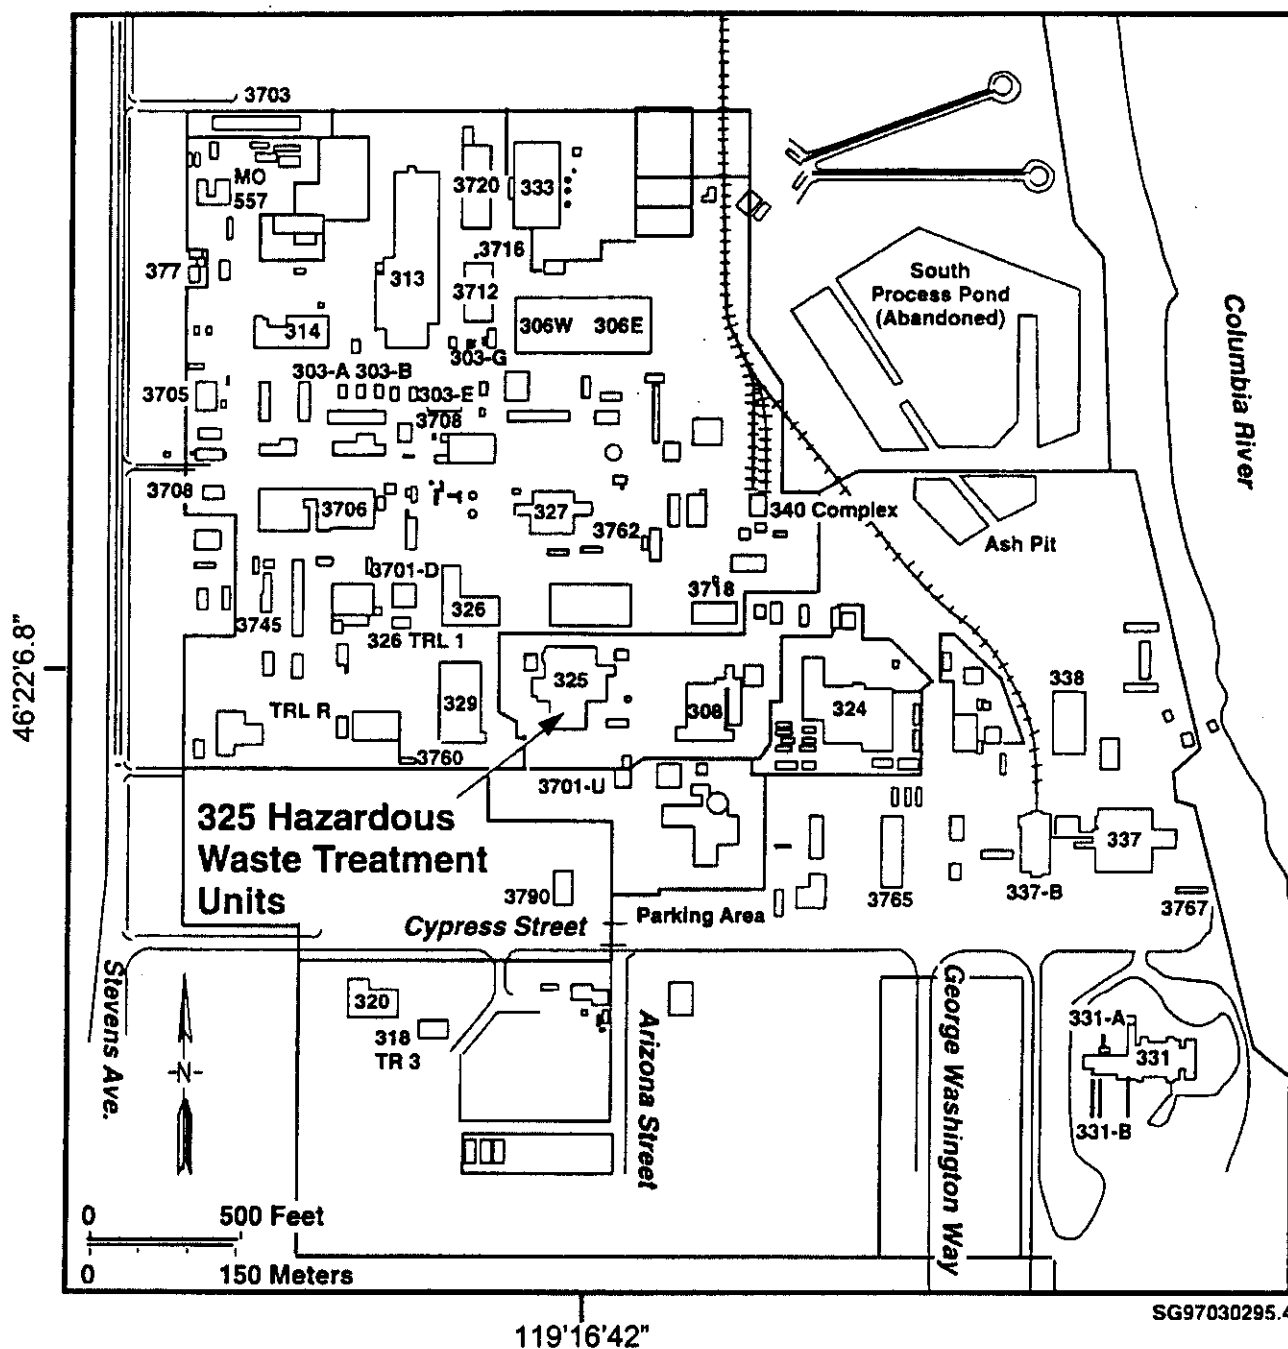 3703
MO
557
3720
333
3716
377
313
3712
South
Process Pond
(Abandoned)
Columbia River
314
306W
306E
303-G
303-A
303-B
3705
303-E
3708
3708
3706
327
340 Complex
3762
Ash Pit
3701-D
3718
326
3745
326 TRL 1
46'22'6.8"
325
338
329
308
324
TRL R
3760
3701-U
325 Hazardous
Waste Treatment
Units
337
3790
3765
337-B
3767
Cypress Street
Parking Area
Stevens Ave.
320
318
TR 3
Arizona Street
George Washington Way
331-A
331
331-B
N
0
500 Feet
0
150 Meters
119'16'42"
SG97030295.4